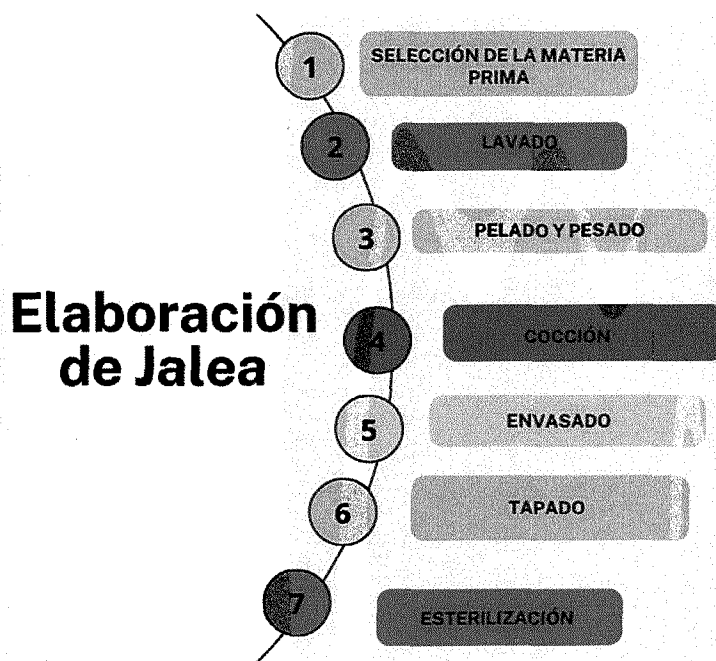 Elaboración
de Jalea
1
SELECCIÓN DE LA MATERIA
PRIMA
2
LAVADO
3
PELADO Y PESADO
4
COCCIÓN
5
ENVASADO
6
TAPADO
7
ESTERILIZACIÓN